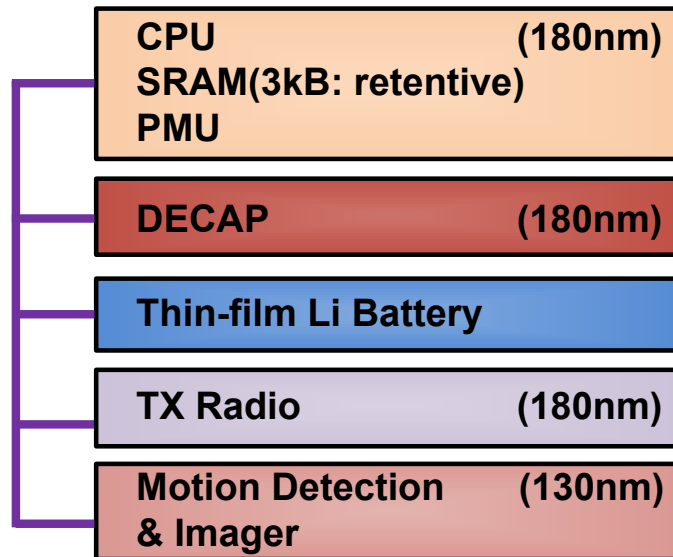 CPU (180nm)
SRAM(3kB: retentive)
PMU
DECAP (180nm)
Thin-film Li Battery
TX Radio (180nm)
Motion Detection (130nm)
& Imager